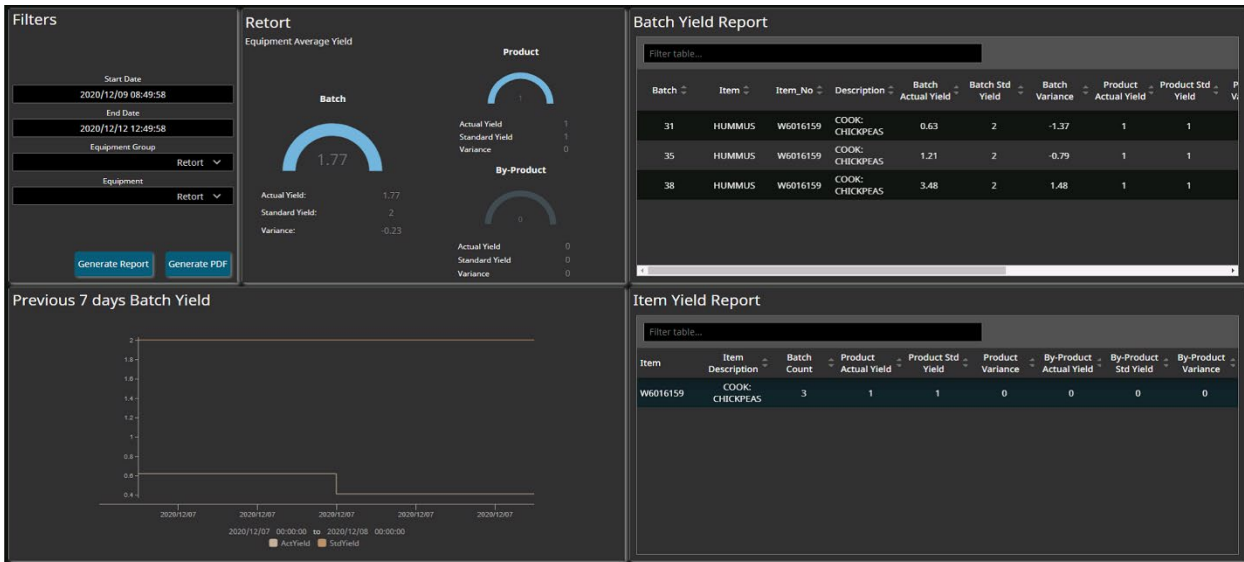 Filters
Start Date
2020/12/09 08:49:58
End Date
2020/12/12 12:49:58
Equipment Group
Retort
Equipment
Retort
Generate Report Generate PDF
Retort
Equipment Average Yield
Batch
1.77
Actual Yield: 1.77
Standard Yield: 2
Variance: -0.23
Product
1
Actual Yield 1
Standard Yield 1
Variance 0
By-Product
0
Actual Yield 0
Standard Yield 0
Variance 0
Batch Yield Report
Filter table...
Batch Item Item_No Description Batch Actual Yield Batch Std Yield Batch Variance Product Actual Yield Product Std Yield
31 HUMMUS W6016159 COOK: CHICKPEAS 0.63 2 -1.37 1 1
35 HUMMUS W6016159 COOK: CHICKPEAS 1.21 2 -0.79 1 1
38 HUMMUS W6016159 COOK: CHICKPEAS 3.48 2 1.48 1 1
Previous 7 days Batch Yield
2
1.8
1.6
1.4
1.2
1
0.8
0.6
0.4
2020/12/07 2020/12/07 2020/12/07 2020/12/07 2020/12/07
2020/12/07 00:00:00 to 2020/12/08 00:00:00
ActYield StdYield
Item Yield Report
Filter table...
Item Item Description Batch Count Product Actual Yield Product Std Yield Product Variance By-Product Actual Yield By-Product Std Yield By-Product Variance
W6016159 COOK: CHICKPEAS 3 1 1 0 0 0 0